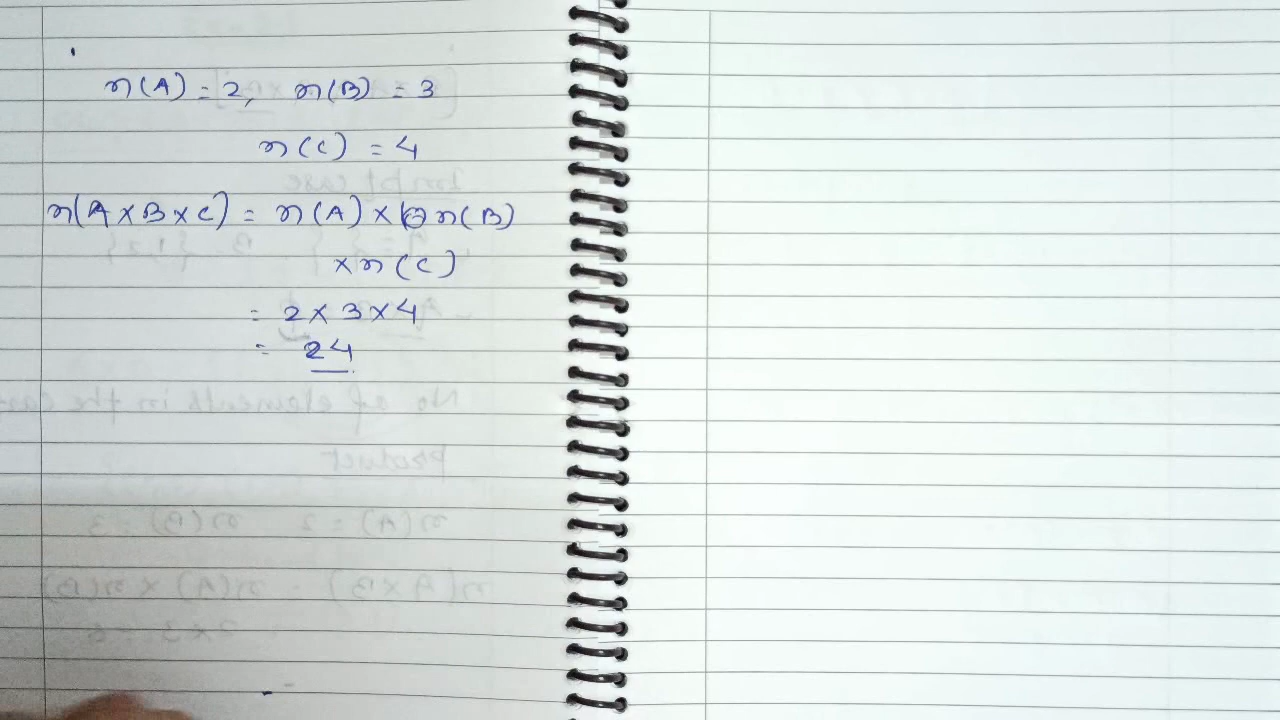 n(A) = 2, n(B) = 3
n(C) = 4
n(A×B×C) = n(A) × n(B)
× n(C)
= 2 × 3 × 4
= 24